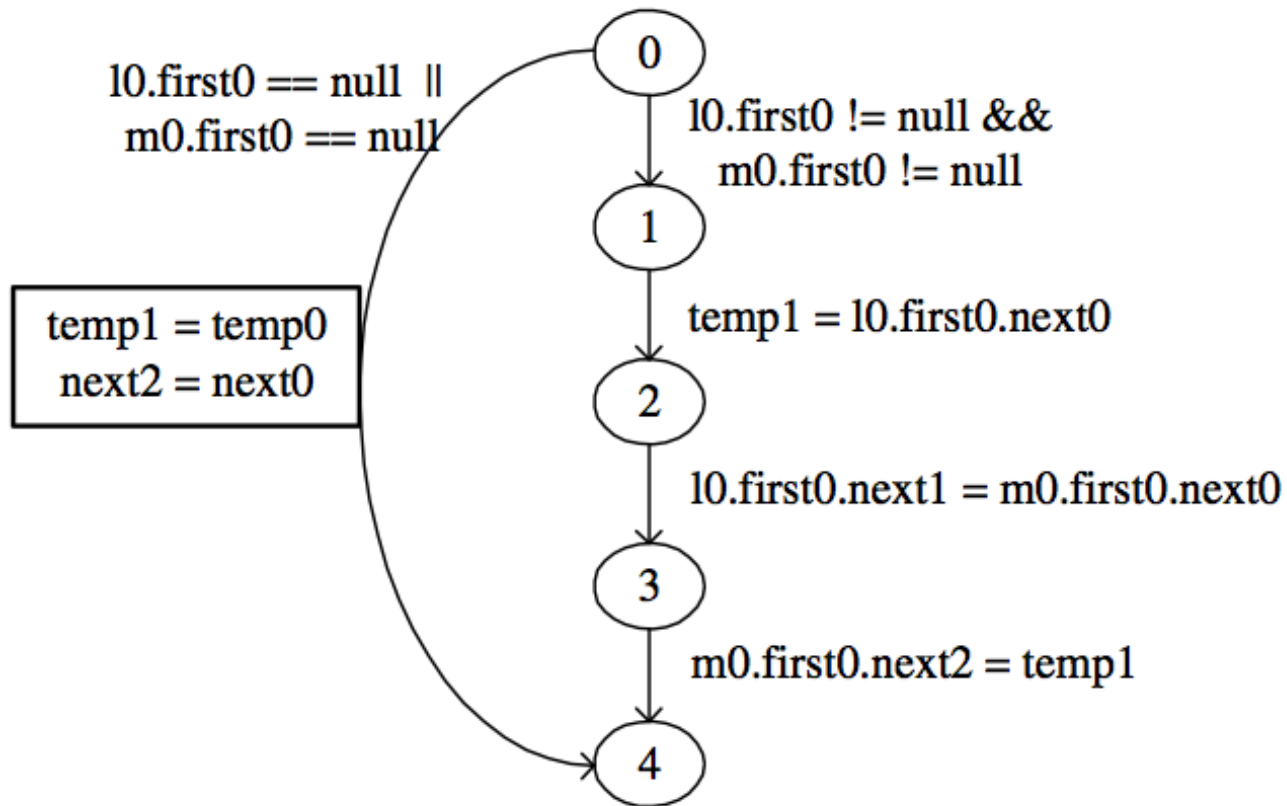 0
l0.first0 == null ||
m0.first0 == null
l0.first0 != null &&
m0.first0 != null
1
temp1 = temp0
next2 = next0
temp1 = l0.first0.next0
2
l0.first0.next1 = m0.first0.next0
3
m0.first0.next2 = temp1
4